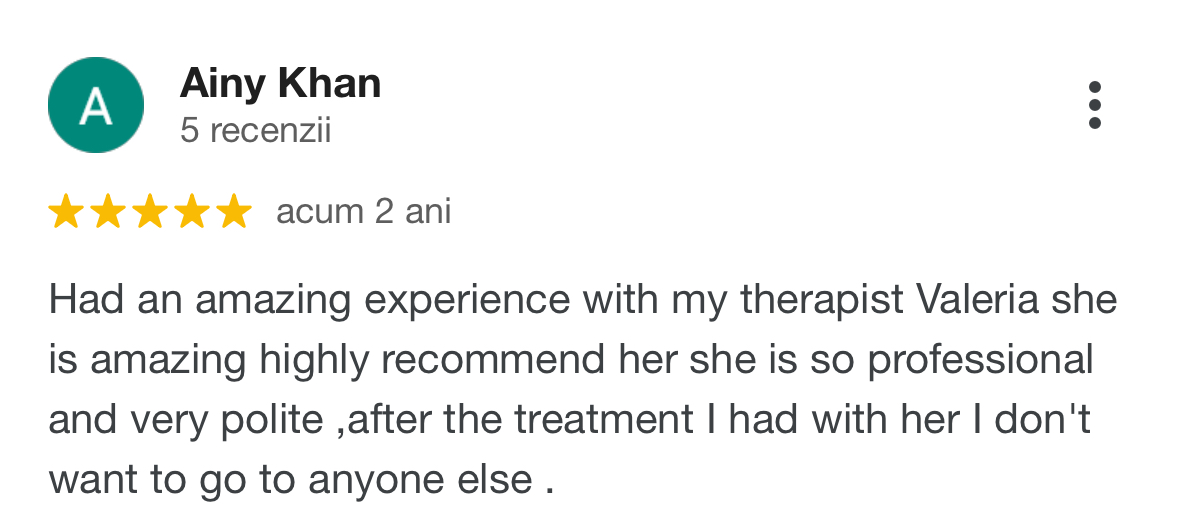 A
Ainy Khan
5 recenzii
acum 2 ani
Had an amazing experience with my therapist Valeria she
is amazing highly recommend her she is so professional
and very polite ,after the treatment I had with her I don't
want to go to anyone else .